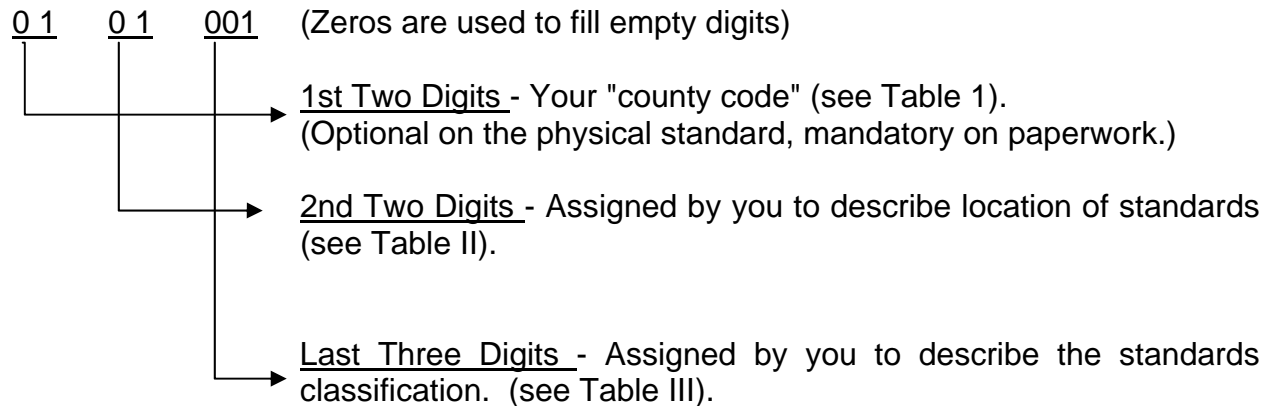 0 1 0 1 001 (Zeros are used to fill empty digits)
1st Two Digits - Your "county code" (see Table 1).
(Optional on the physical standard, mandatory on paperwork.)
2nd Two Digits - Assigned by you to describe location of standards
(see Table II).
Last Three Digits - Assigned by you to describe the standards
classification. (see Table III).